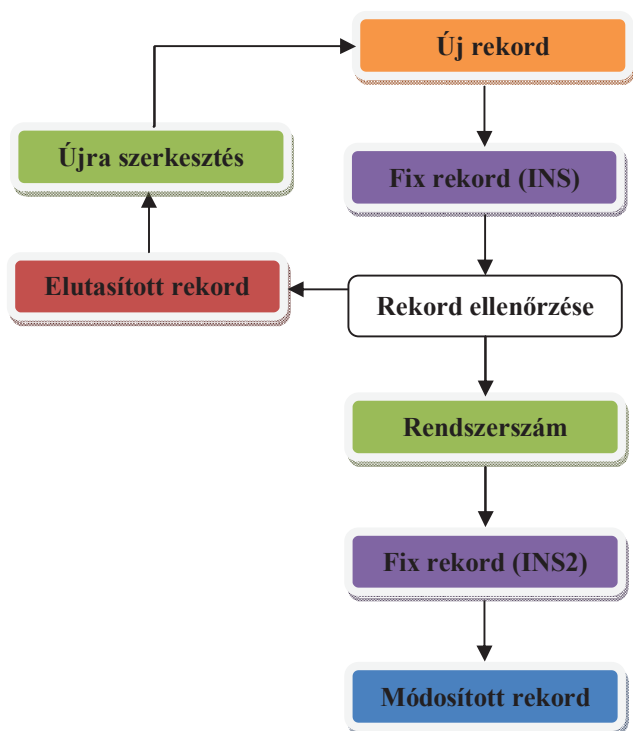 Új rekord
Újra szerkesztés
Fix rekord (INS)
Elutasított rekord
Rekord ellenőrzése
Rendszerszám
Fix rekord (INS2)
Módosított rekord